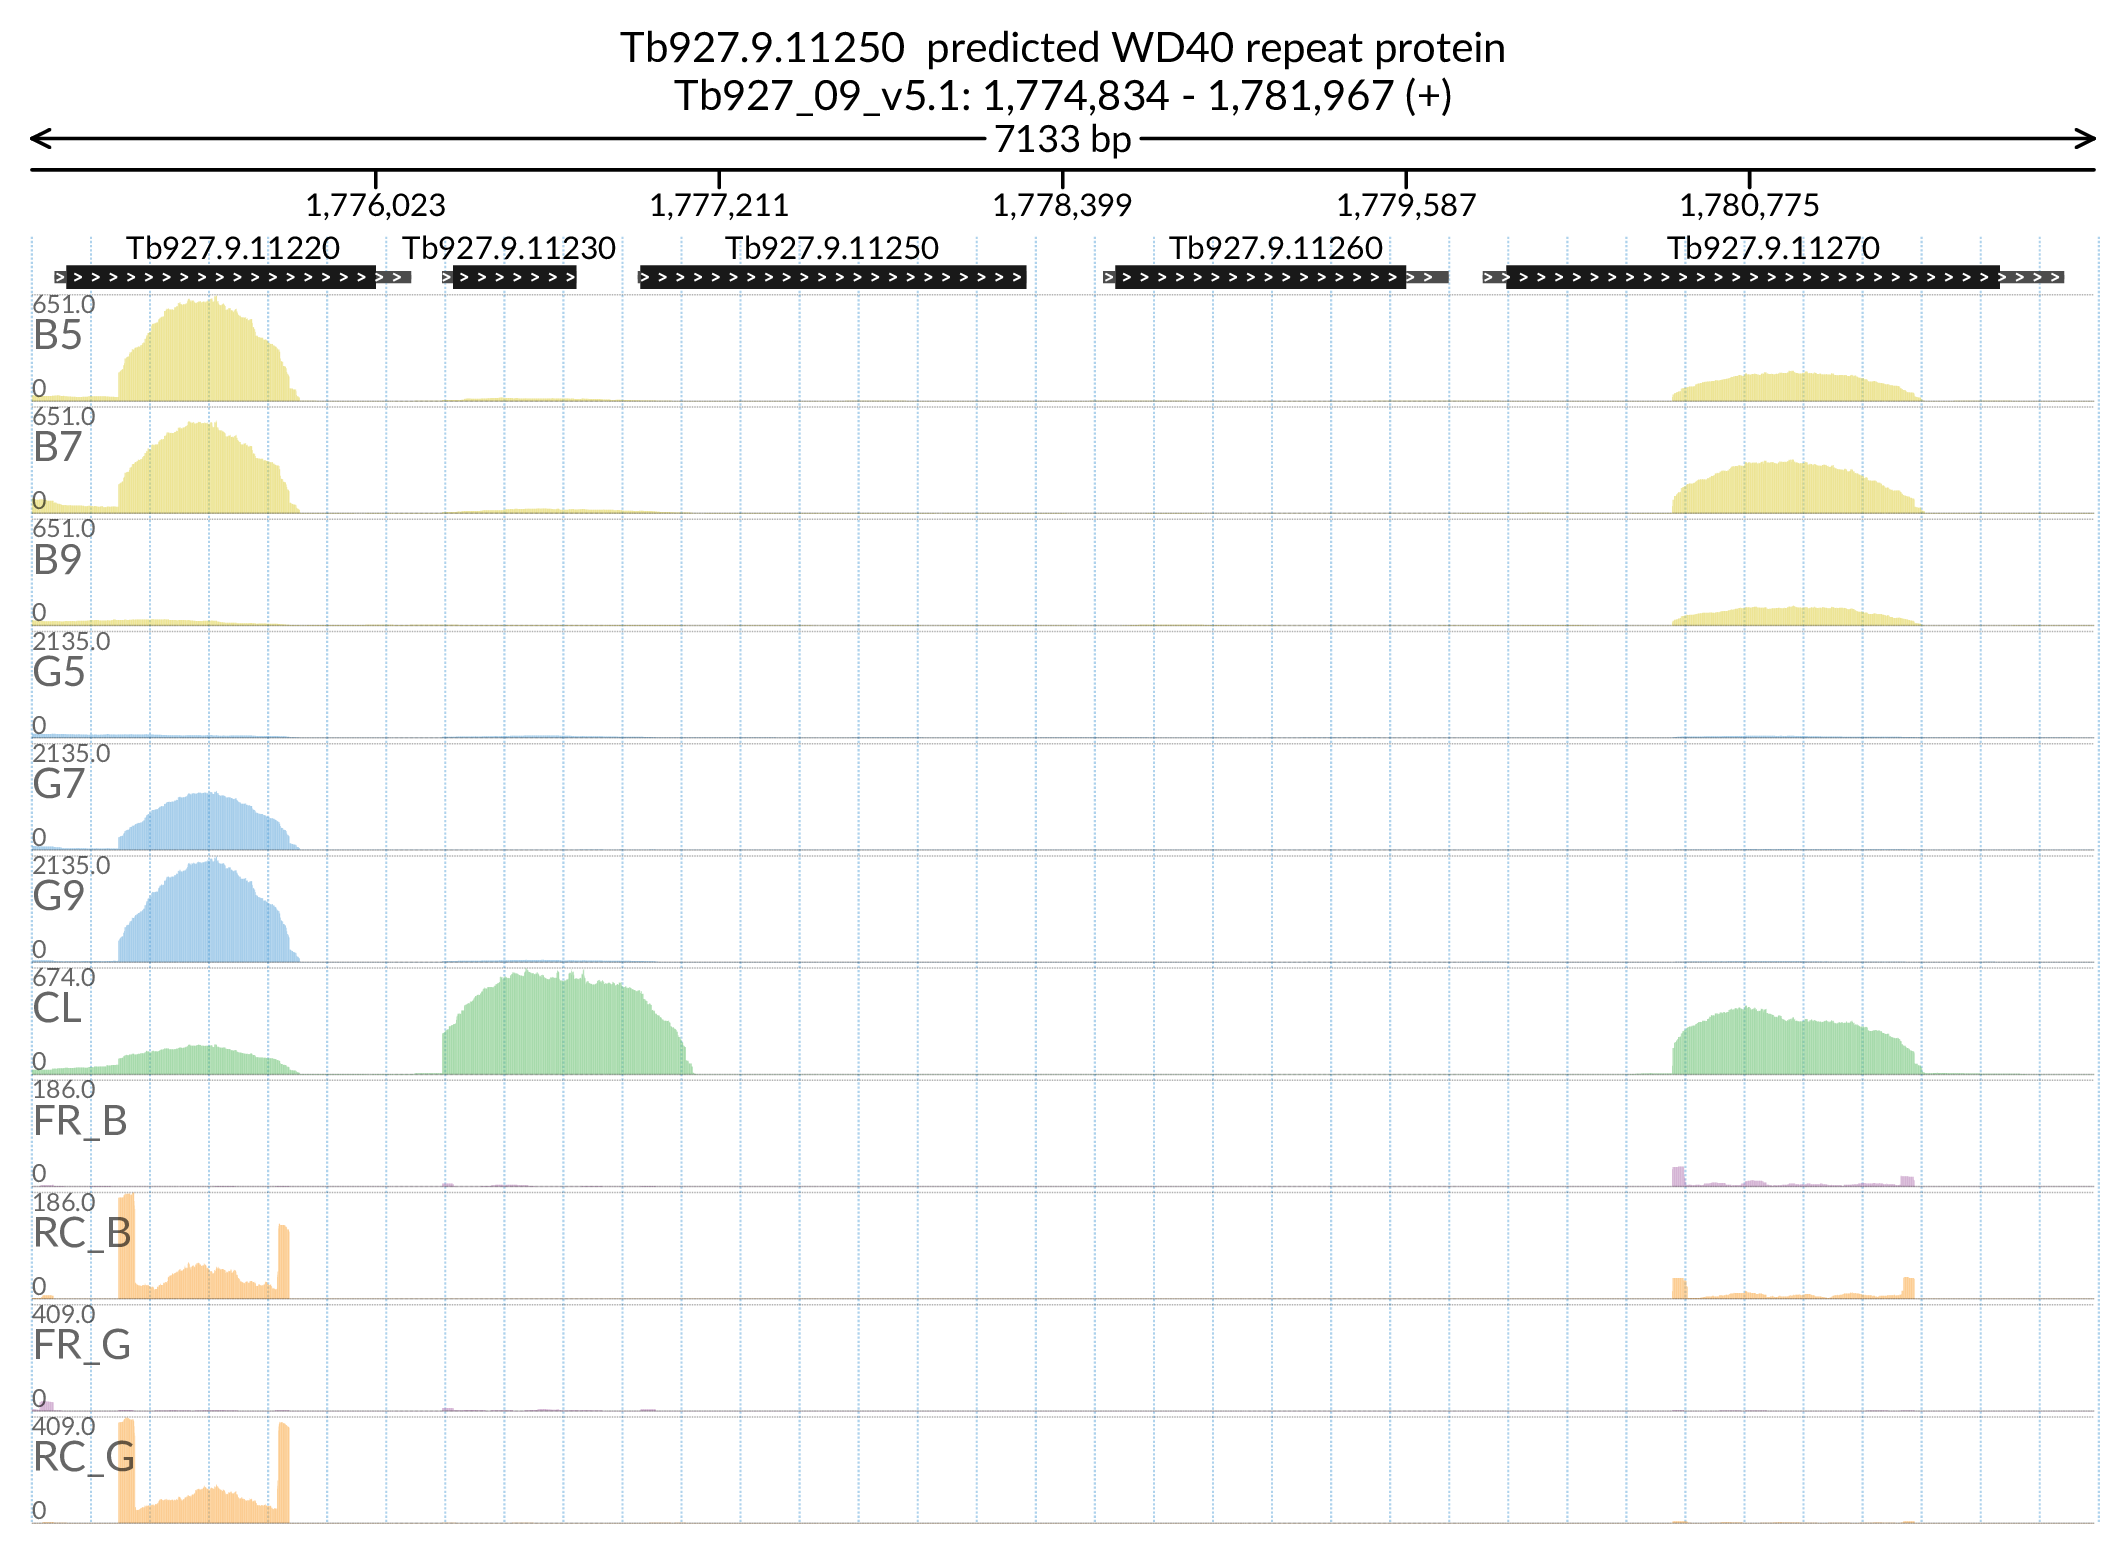 Tb927.9.11250  predicted WD40 repeat protein
Tb927_09_v5.1: 1,774,834 - 1,781,967 (+)
7133 bp
1,776,023 1,777,211 1,778,399 1,779,587 1,780,775
Tb927.9.11220 Tb927.9.11230 Tb927.9.11250 Tb927.9.11260 Tb927.9.11270
651.0
B5
0
651.0
B7
0
651.0
B9
0
2135.0
G5
0
2135.0
G7
0
2135.0
G9
0
674.0
CL
0
186.0
FR_B
0
186.0
RC_B
0
409.0
FR_G
0
409.0
RC_G
0